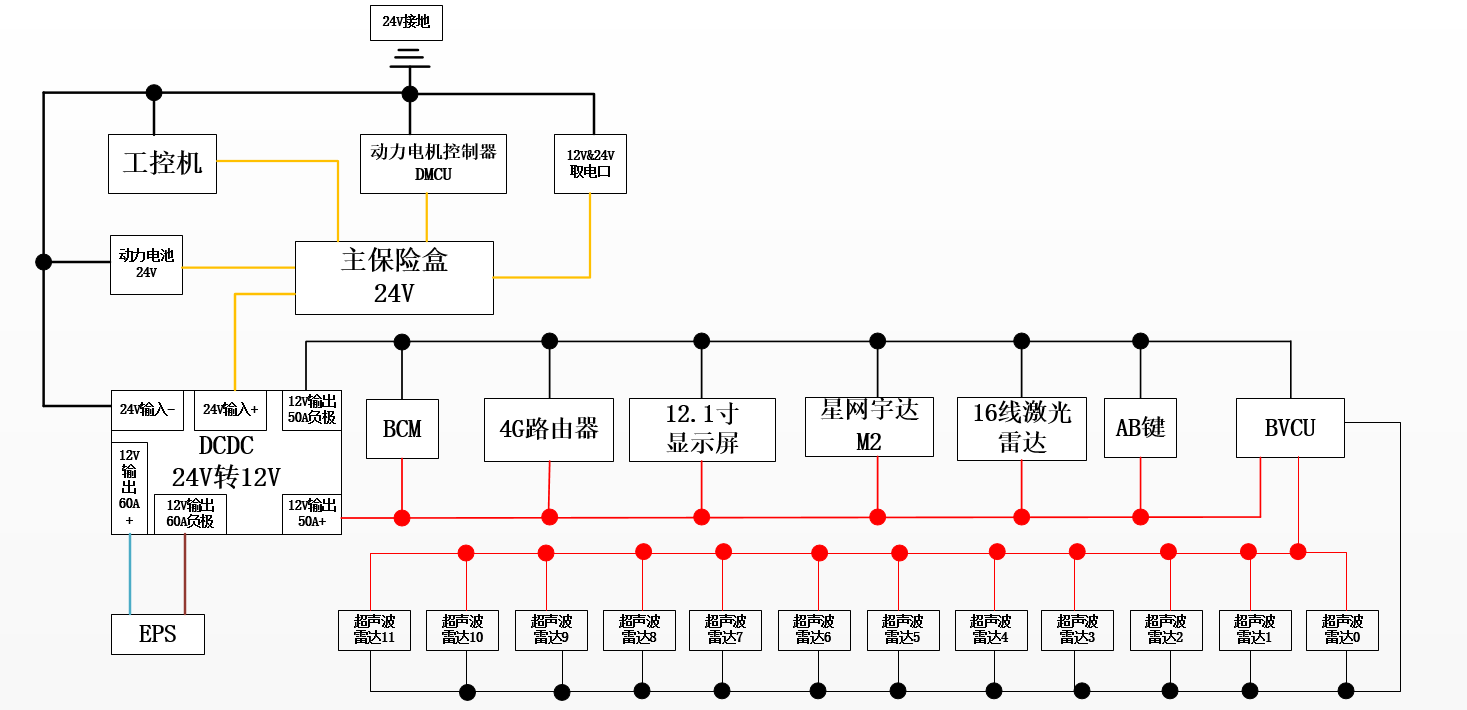 24V接地
工控机
动力电机控制器
DMCU
12V&24V
取电口
动力电池
24V
主保险盒
24V
24V输入-
24V输入+
12V输出
50A负极
DCDC
24V转12V
12V
输
出
60A
+
12V输出
60A负极
12V输出
50A+
BCM
4G路由器
12.1寸
显示屏
星网宇达
M2
16线激光
雷达
AB键
BVCU
EPS
超声波
雷达11
超声波
雷达10
超声波
雷达9
超声波
雷达8
超声波
雷达7
超声波
雷达6
超声波
雷达5
超声波
雷达4
超声波
雷达3
超声波
雷达2
超声波
雷达1
超声波
雷达0